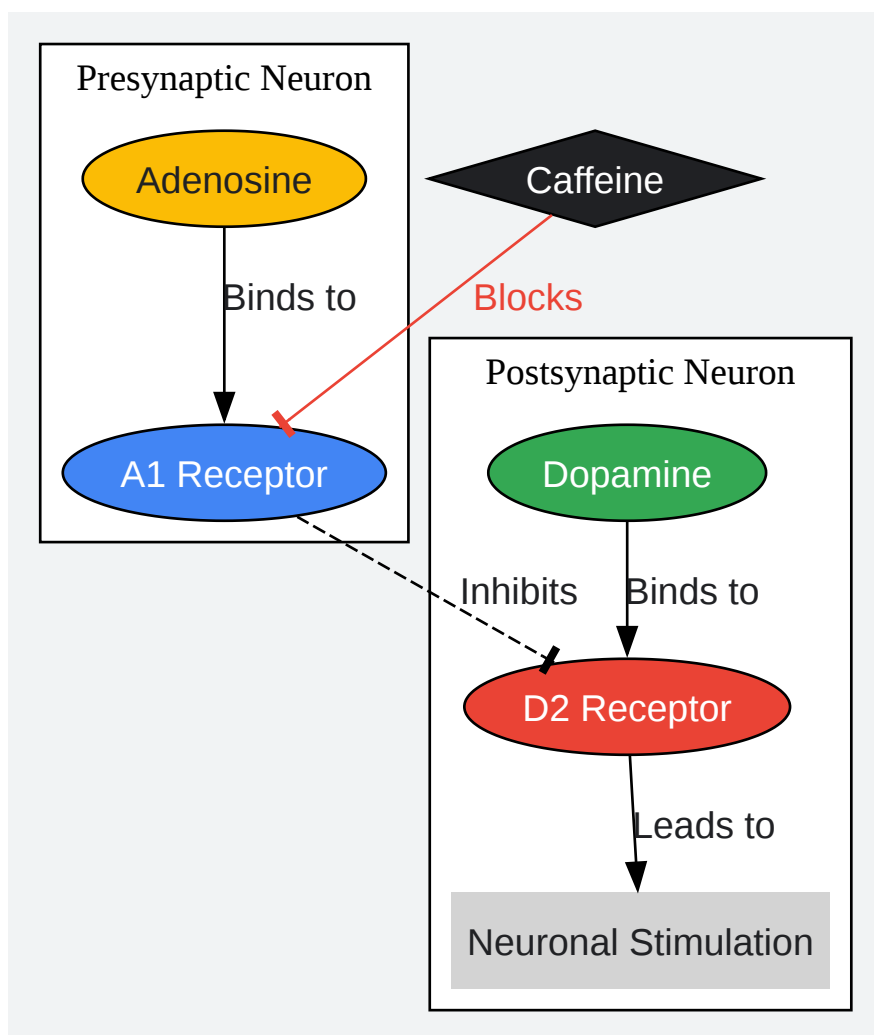 Presynaptic Neuron
Adenosine
Caffeine
Binds to
Blocks
Postsynaptic Neuron
A1 Receptor
Dopamine
Inhibits
Binds to
D2 Receptor
Leads to
Neuronal Stimulation